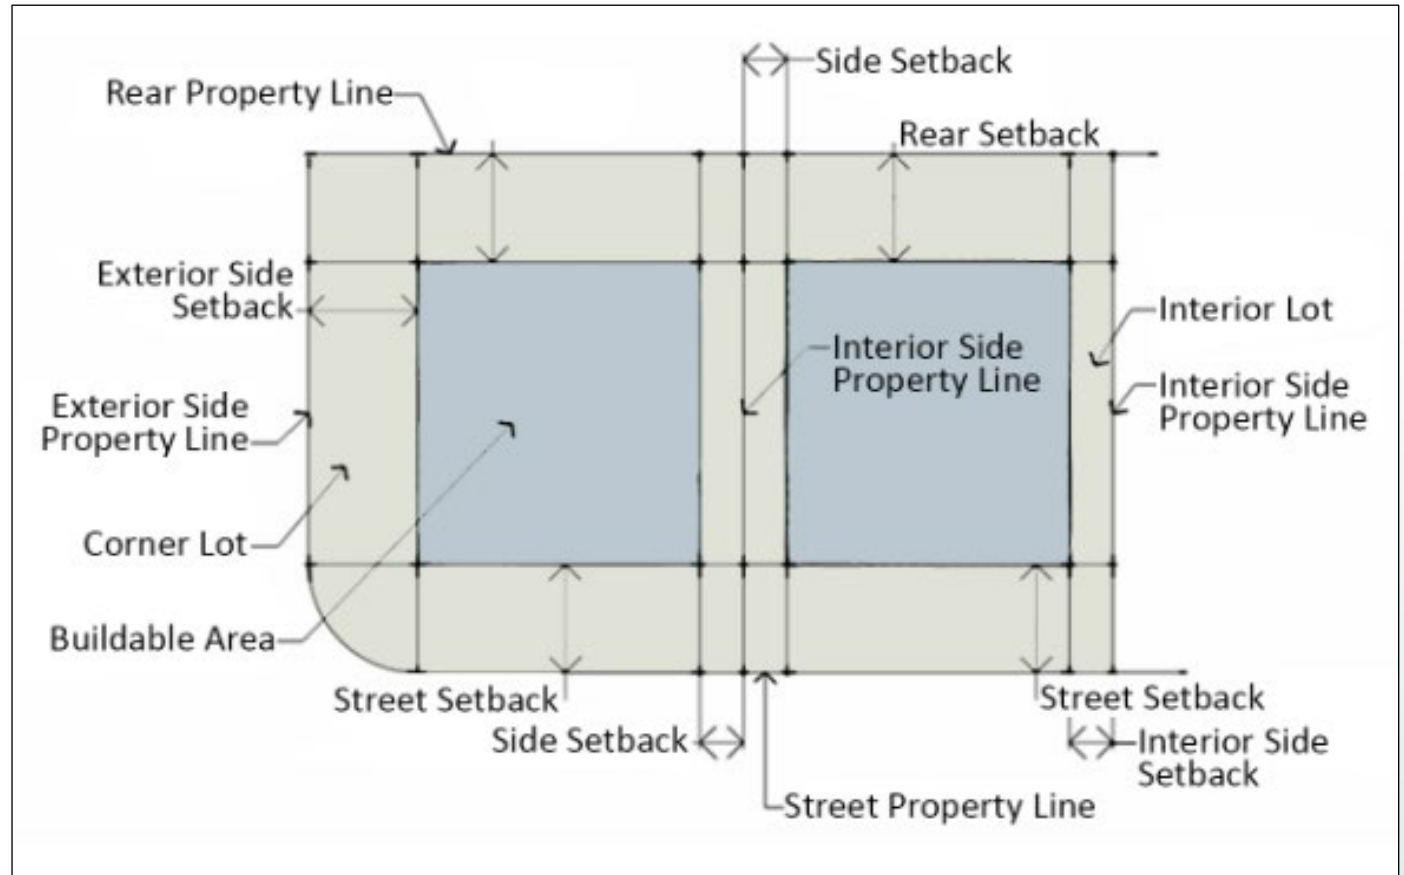 Side Setback
Rear Property Line
Rear Setback
Exterior Side
Setback
Interior Lot
Interior Side
Property Line
Interior Side
Property Line
Exterior Side
Property Line
Corner Lot
Buildable Area
Street Setback
Street Setback
Side Setback
Interior Side
Setback
Street Property Line